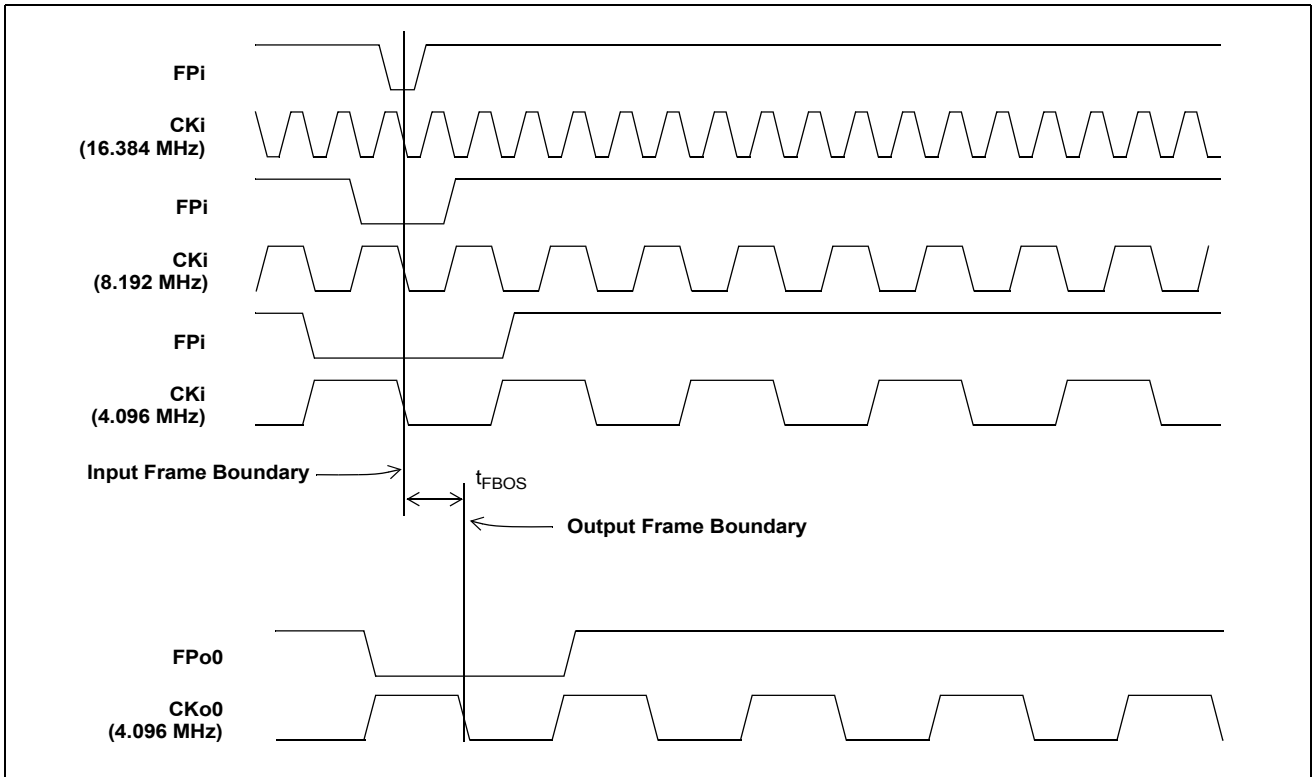 FPi
CKi
(16.384 MHz)
FPi
CKi
(8.192 MHz)
FPi
CKi
(4.096 MHz)
Input Frame Boundary
tFBOS
Output Frame Boundary
FPo0
CKo0
(4.096 MHz)